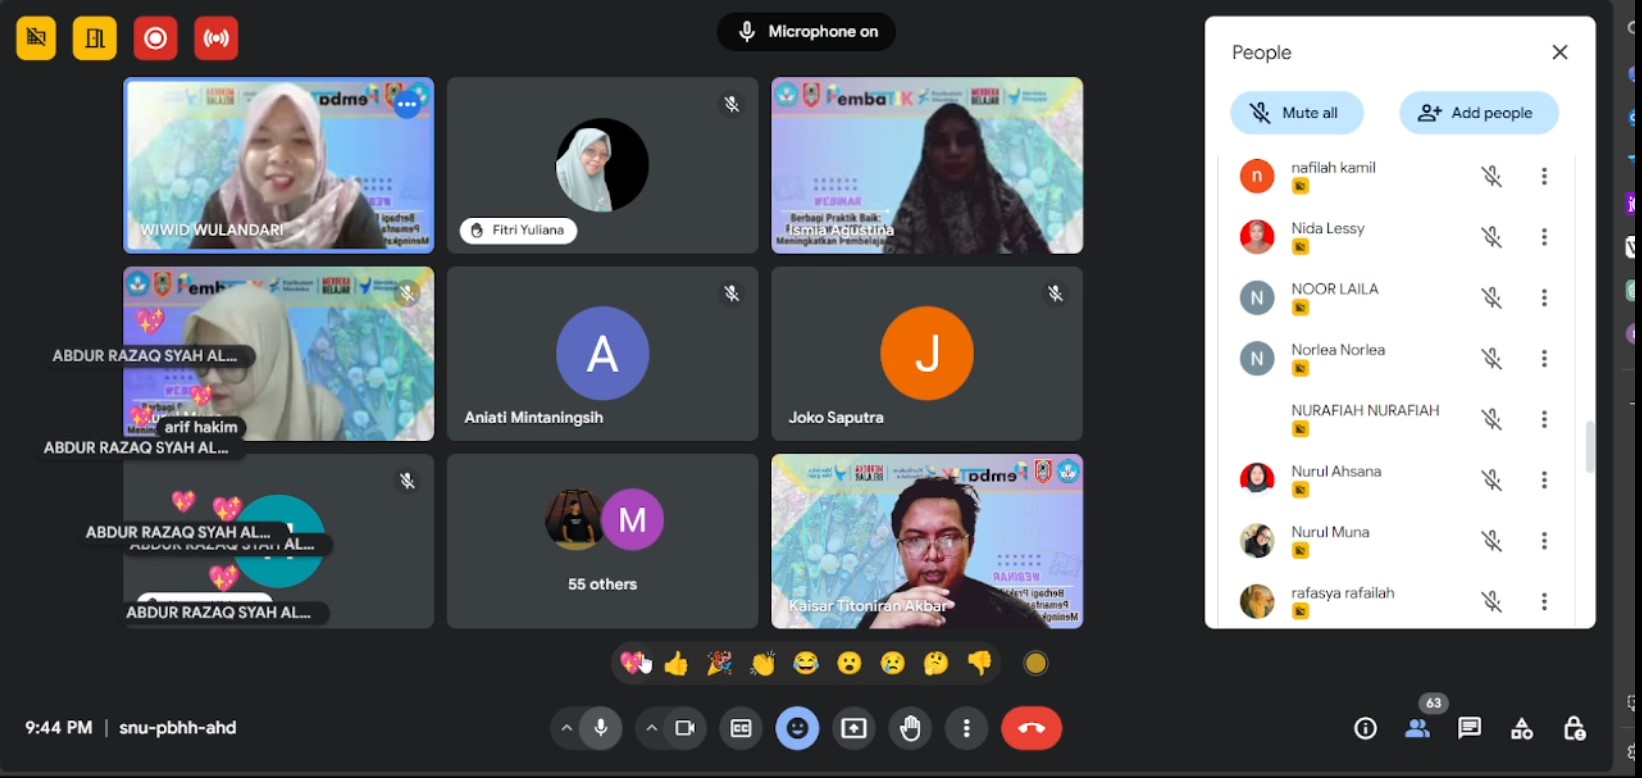 Microphone on
People
Mute all
Add people
PembaTIK
WEBINAR
Berbagi Praktik Baik:
WIWID WULANDARI
Fitri Yuliana
Ismia Agustina
ABDUR RAZAQ SYAH AL...
arif hakim
ABDUR RAZAQ SYAH AL...
A
Aniati Mintaningsih
J
Joko Saputra
ABDUR RAZAQ SYAH AL...
ABDUR RAZAQ SYAH AL...
ABDUR RAZAQ SYAH AL...
M
55 others
Kaisar Titoniran Akbar
n
nafilah kamil
Nida Lessy
N
NOOR LAILA
N
Norlea Norlea
NURAFIAH NURAFIAH
Nurul Ahsana
Nurul Muna
rafasya rafailah
9:44 PM | snu-pbhh-ahd
CC
63